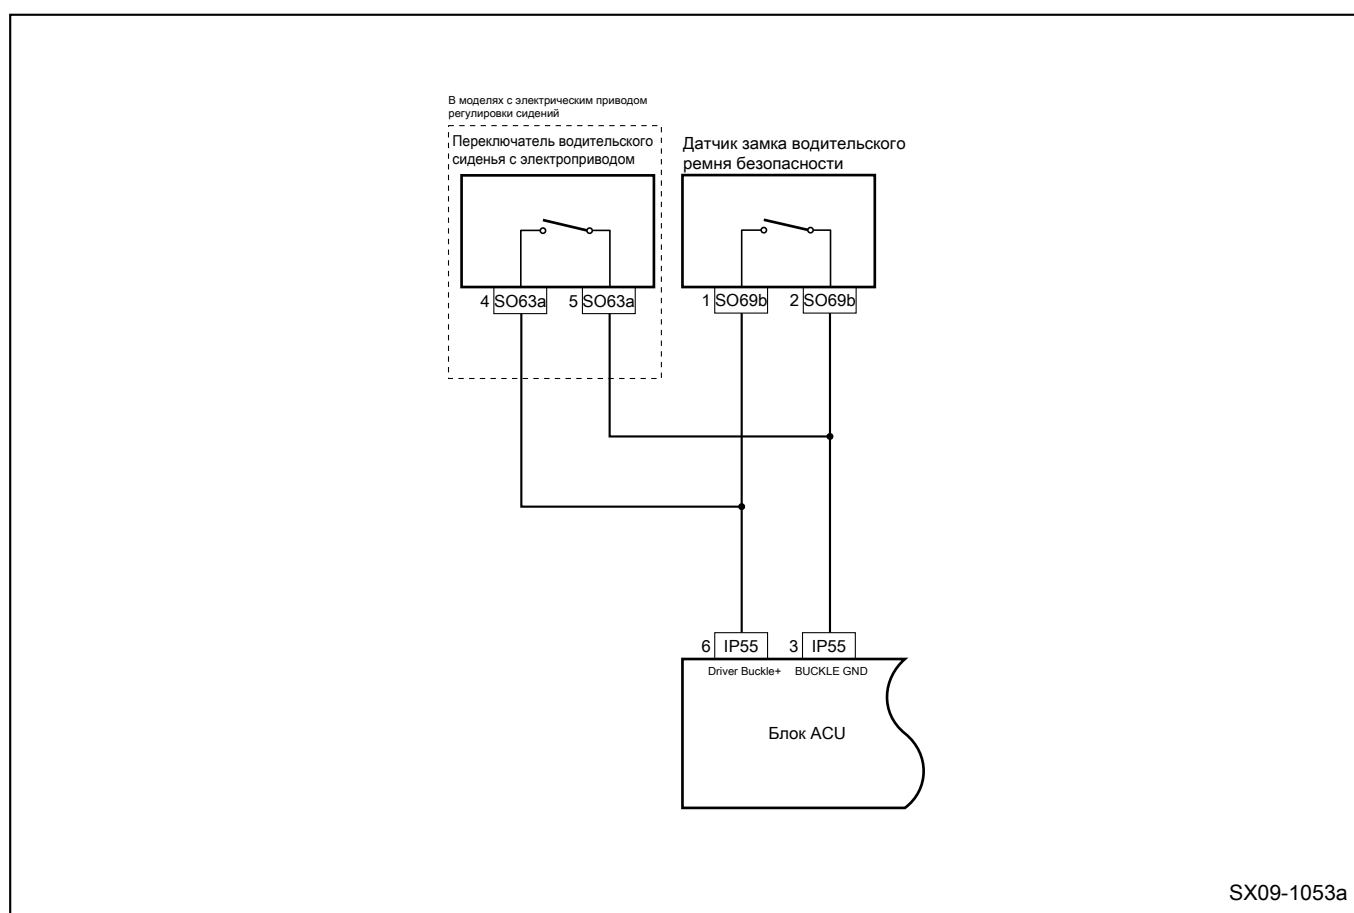 В моделях с электрическим приводом
регулировки сидений
Переключатель водительского
сиденья с электроприводом
Датчик замка водительского
ремня безопасности
4 SO63a 5 SO63a 1 SO69b 2 SO69b
6 IP55 3 IP55
Driver Buckle+ BUCKLE GND
Блок ACU
SX09-1053a